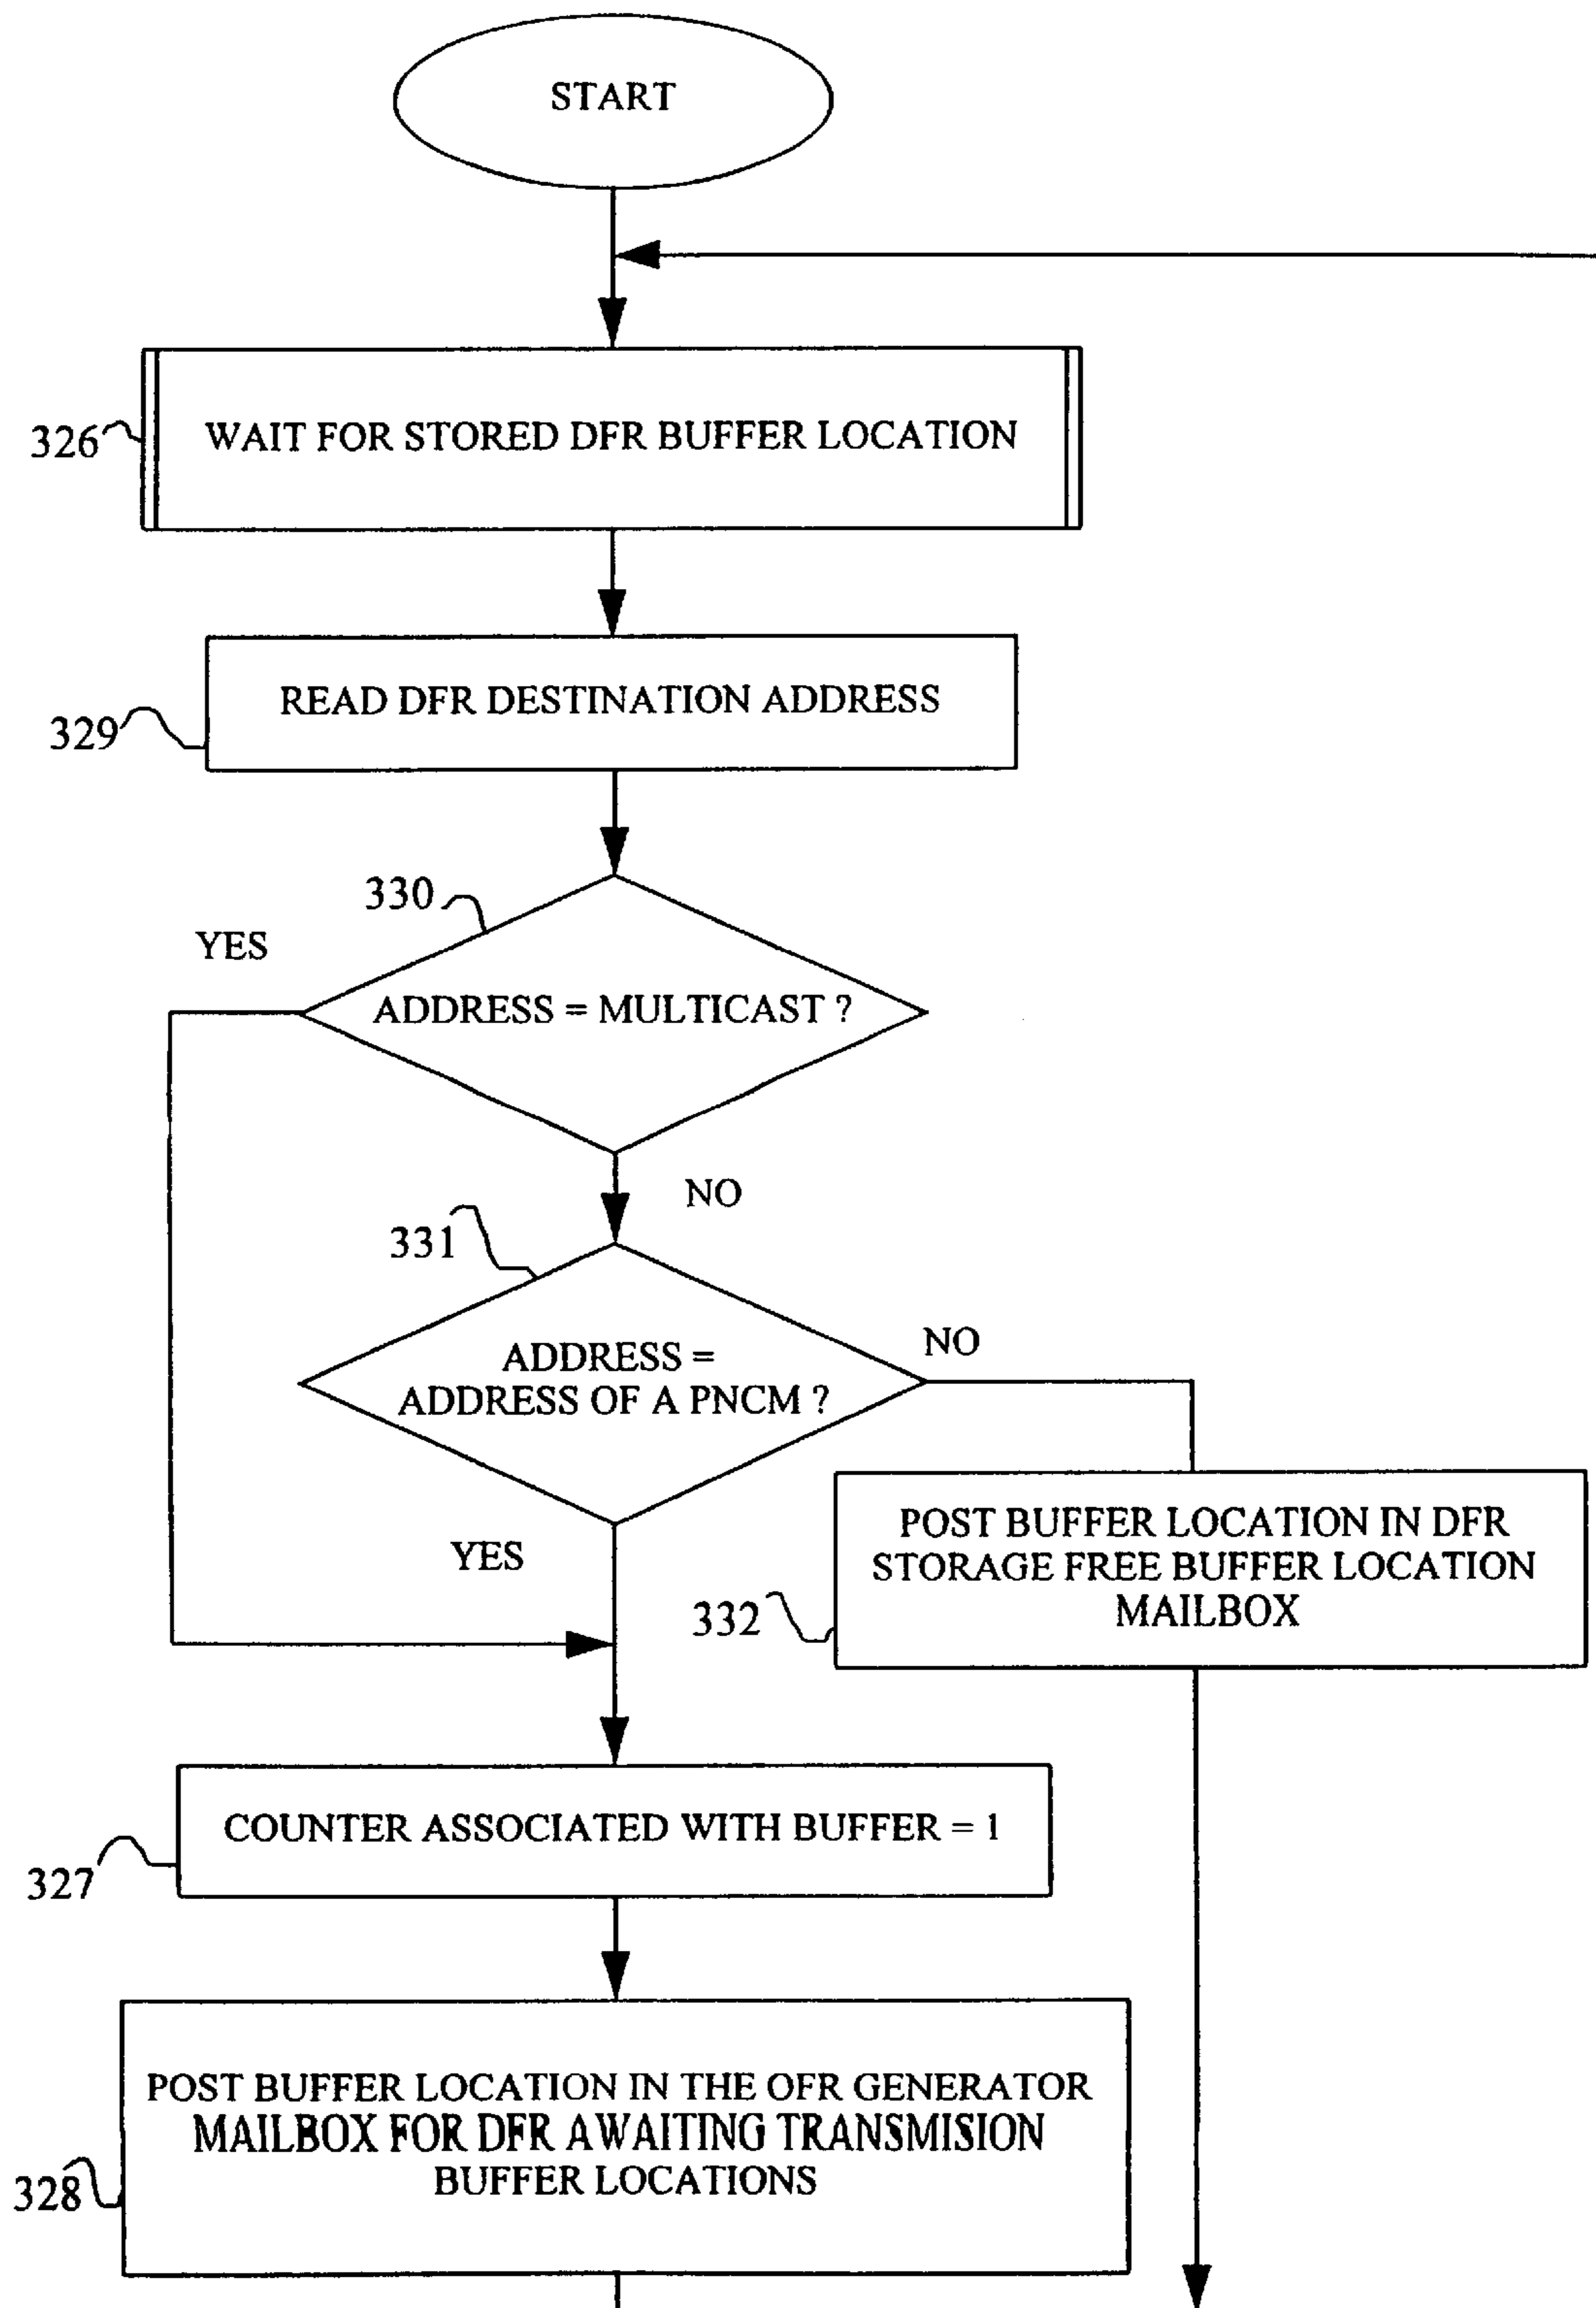 START
326
WAIT FOR STORED DFR BUFFER LOCATION
READ DFR DESTINATION ADDRESS
329
330
YES
ADDRESS = MULTICAST ?
NO
331
NO
ADDRESS =
ADDRESS OF A PNCM ?
POST BUFFER LOCATION IN DFR
STORAGE FREE BUFFER LOCATION
MAILBOX
YES
332
COUNTER ASSOCIATED WITH BUFFER = 1
327
POST BUFFER LOCATION IN THE OFR GENERATOR
MAILBOX FOR DFR AWAITING TRANSMISION
BUFFER LOCATIONS
328